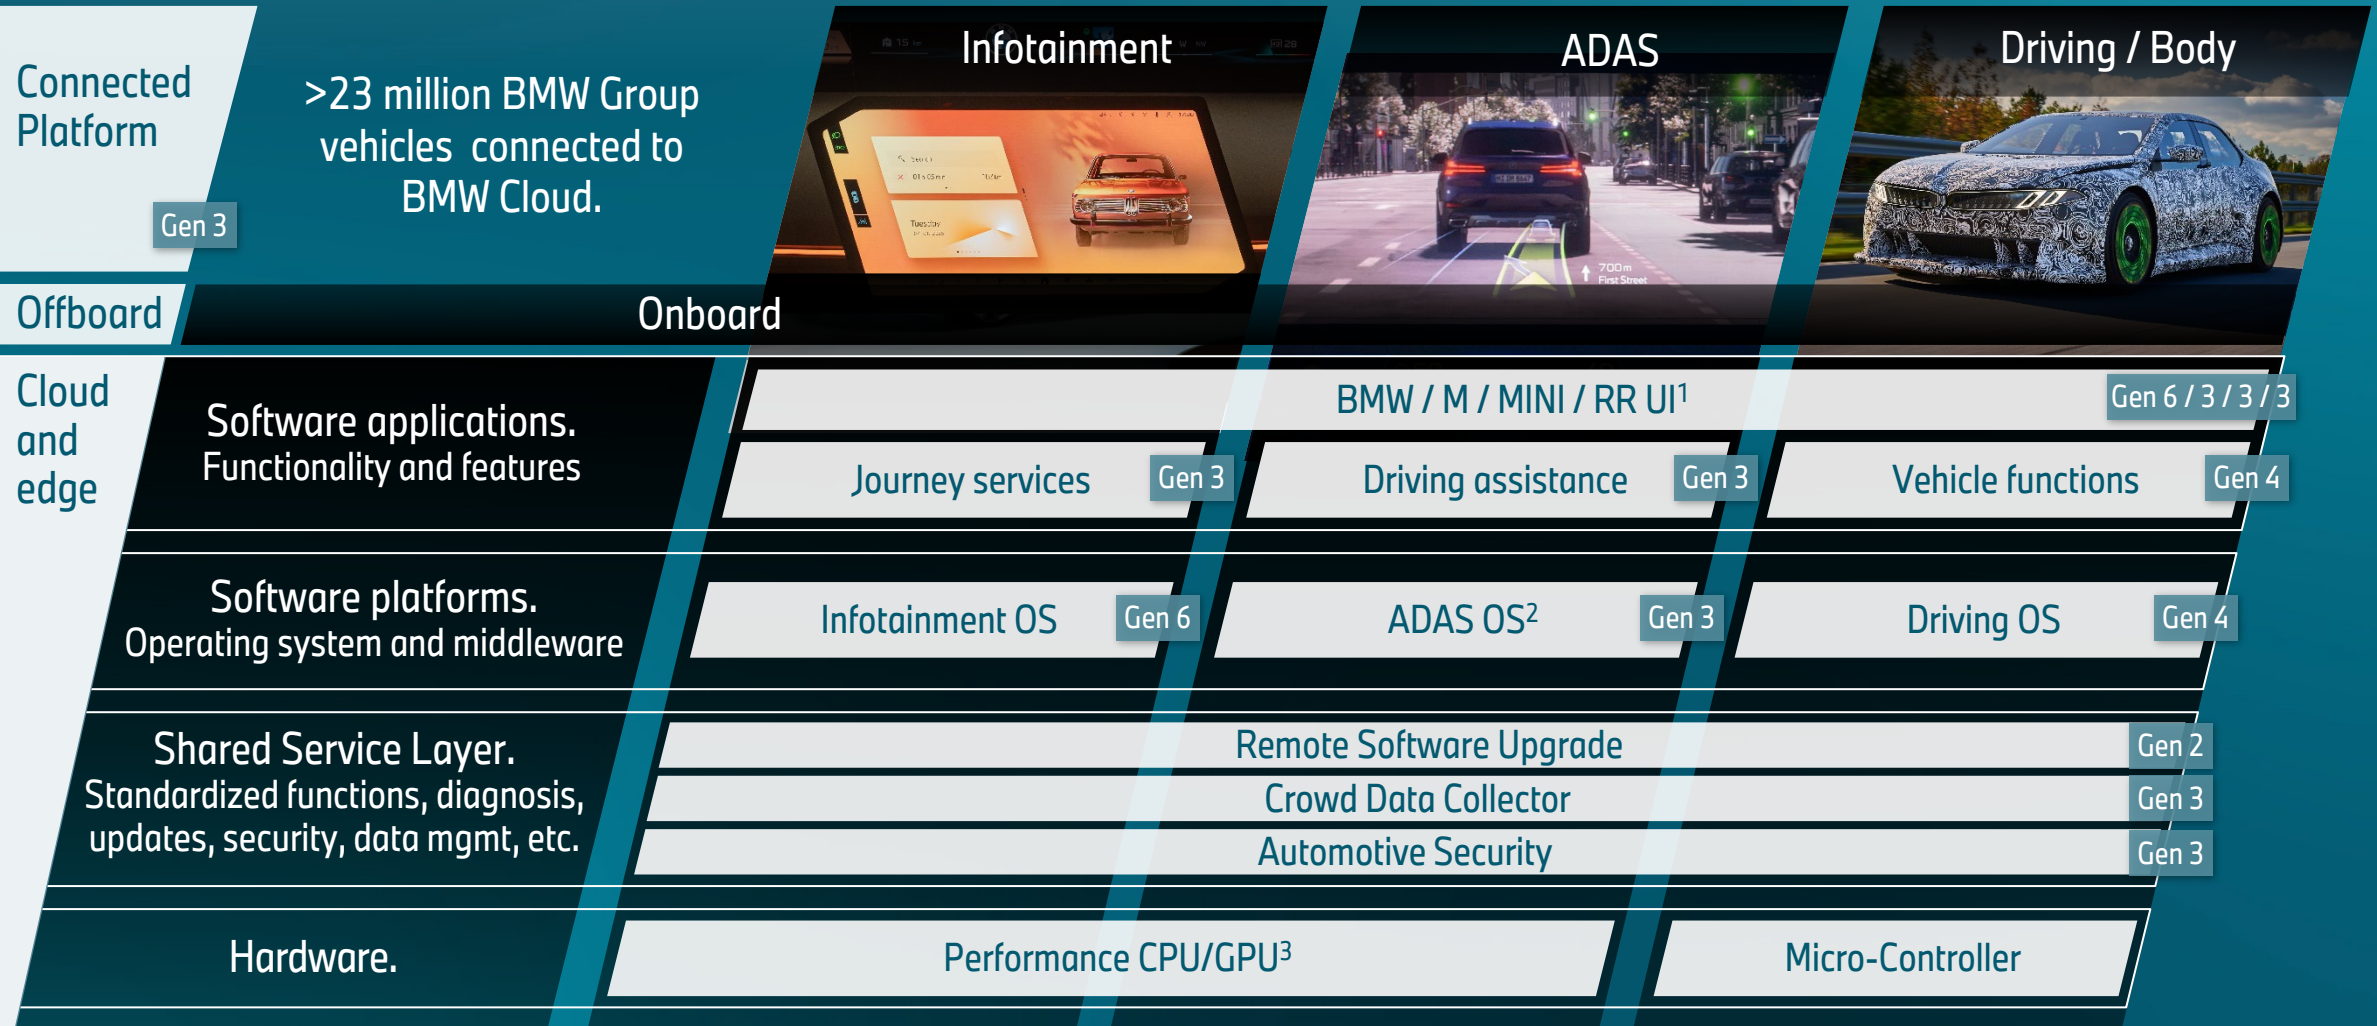 Connected
Platform
Gen 3
>23 million BMW Group
vehicles connected to
BMW Cloud.
Infotainment
ADAS
Driving / Body
Tuesday
700m
First Street
Offboard
Onboard
Cloud
and
edge
Software applications.
Functionality and features
BMW / M / MINI / RR UI¹
Gen 6 / 3 / 3 / 3
Journey services
Gen 3
Driving assistance
Gen 3
Vehicle functions
Gen 4
Software platforms.
Operating system and middleware
Infotainment OS
Gen 6
ADAS OS²
Gen 3
Driving OS
Gen 4
Shared Service Layer.
Standardized functions, diagnosis,
updates, security, data mgmt, etc.
Remote Software Upgrade
Gen 2
Crowd Data Collector
Gen 3
Automotive Security
Gen 3
Hardware.
Performance CPU/GPU³
Micro-Controller